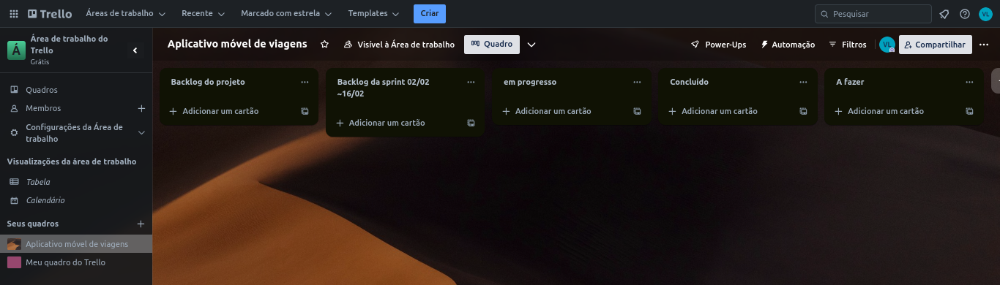 Trello Áreas de trabalho Recente Marcado com estrela Templates Criar Pesquisar VL
Á Área de trabalho do
Trello
Grátis
Quadros
Membros
Configurações da Área de
trabalho
Visualizações da área de trabalho
Tabela
Calendário
Seus quadros
Aplicativo móvel de viagens
Meu quadro do Trello
Aplicativo móvel de viagens Visível à Área de trabalho Quadro Power-Ups Automação Filtros VL Compartilhar
Backlog do projeto
Adicionar um cartão
Backlog da sprint 02/02
~16/02
Adicionar um cartão
em progresso
Adicionar um cartão
Concluído
Adicionar um cartão
A fazer
Adicionar um cartão